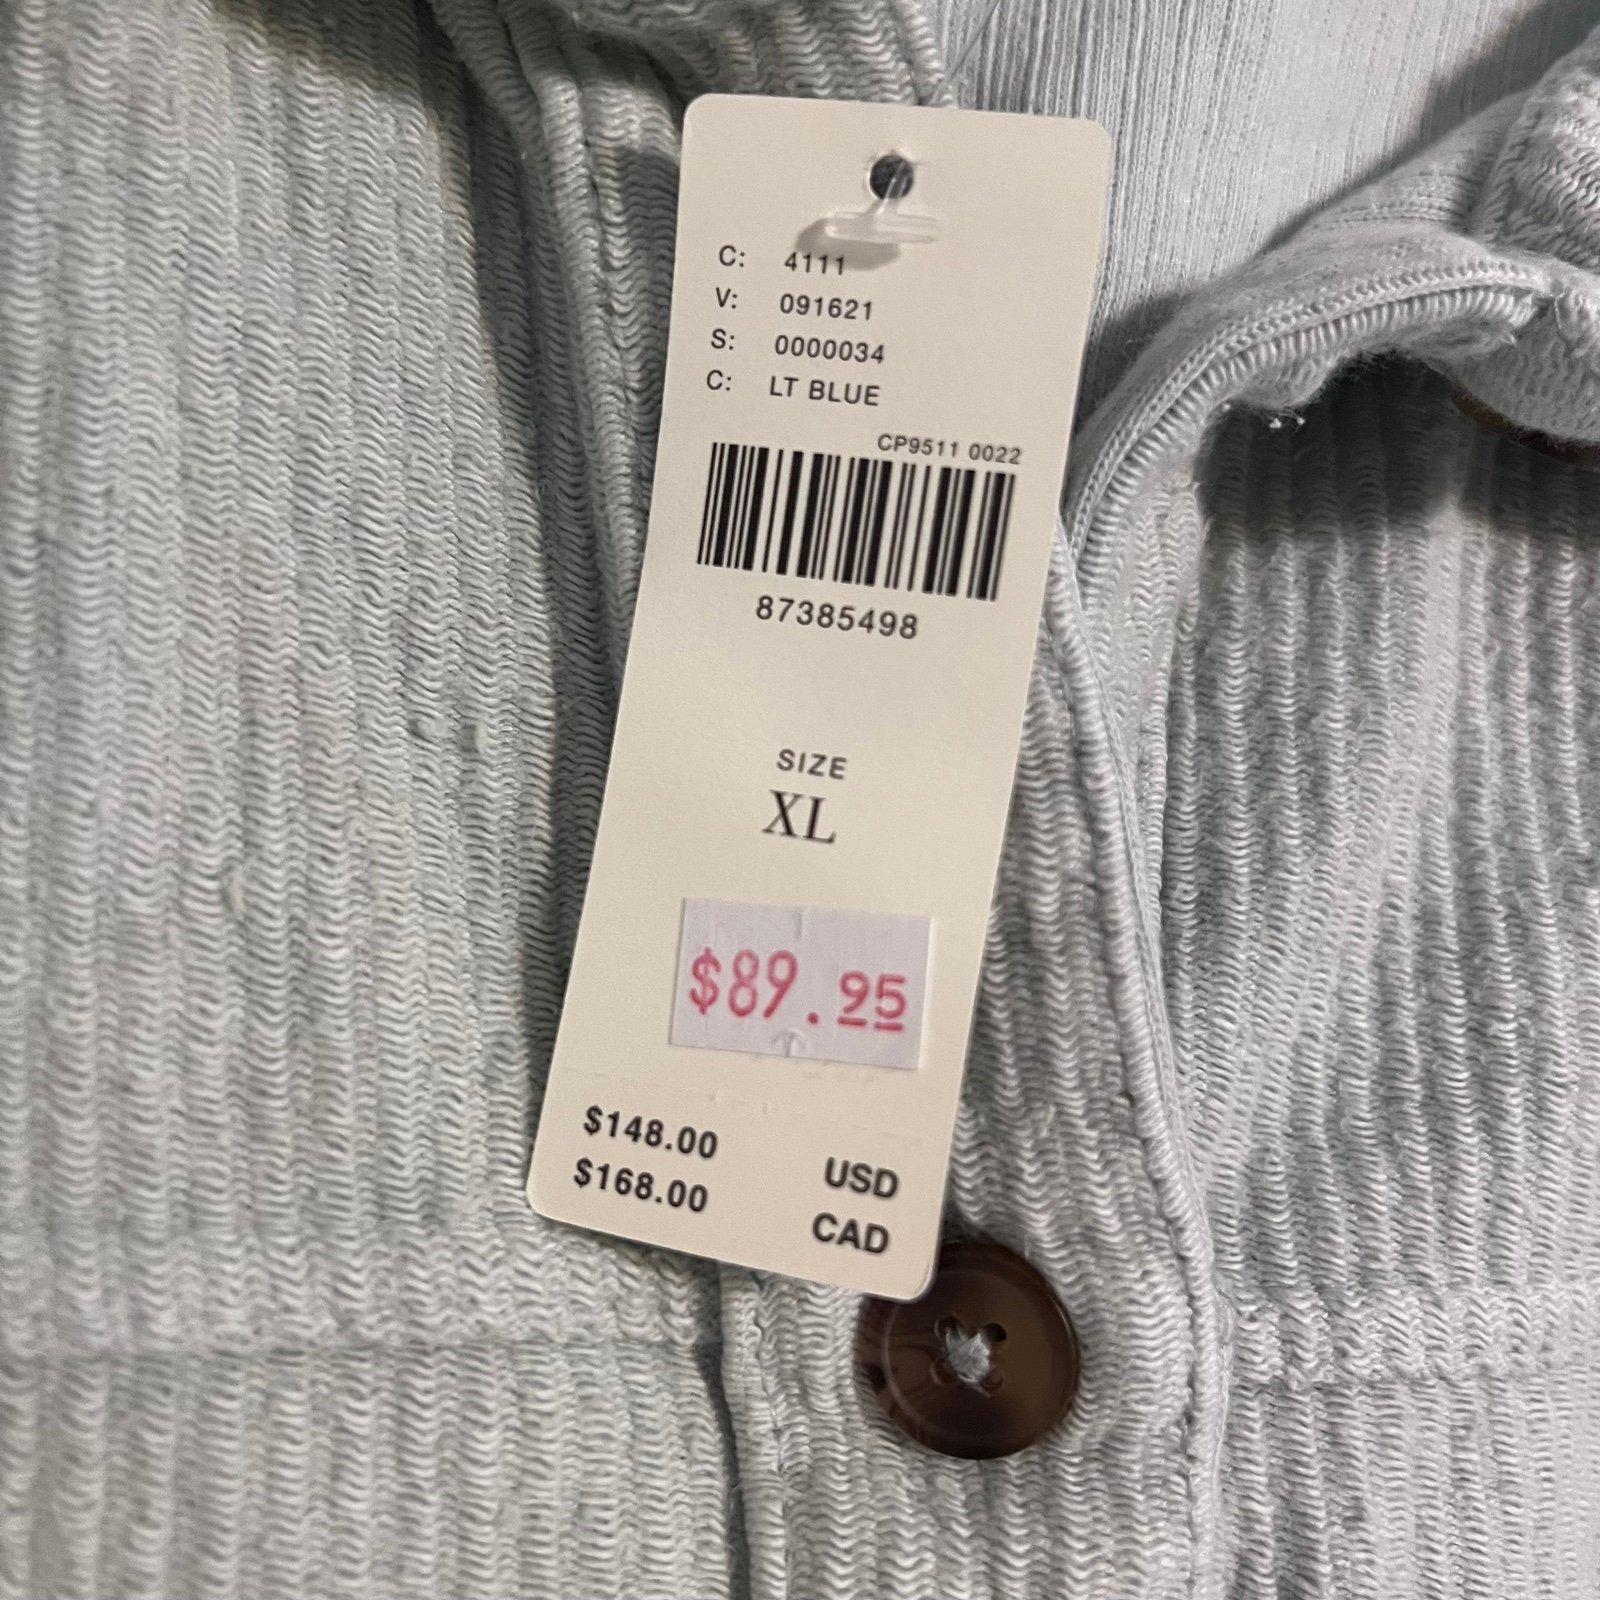 C: 4111
V: 091621
S: 0000034
C: LT BLUE
CP9511 0022
87385498
SIZE
XL
$89.95
$148.00 USD
$168.00 CAD